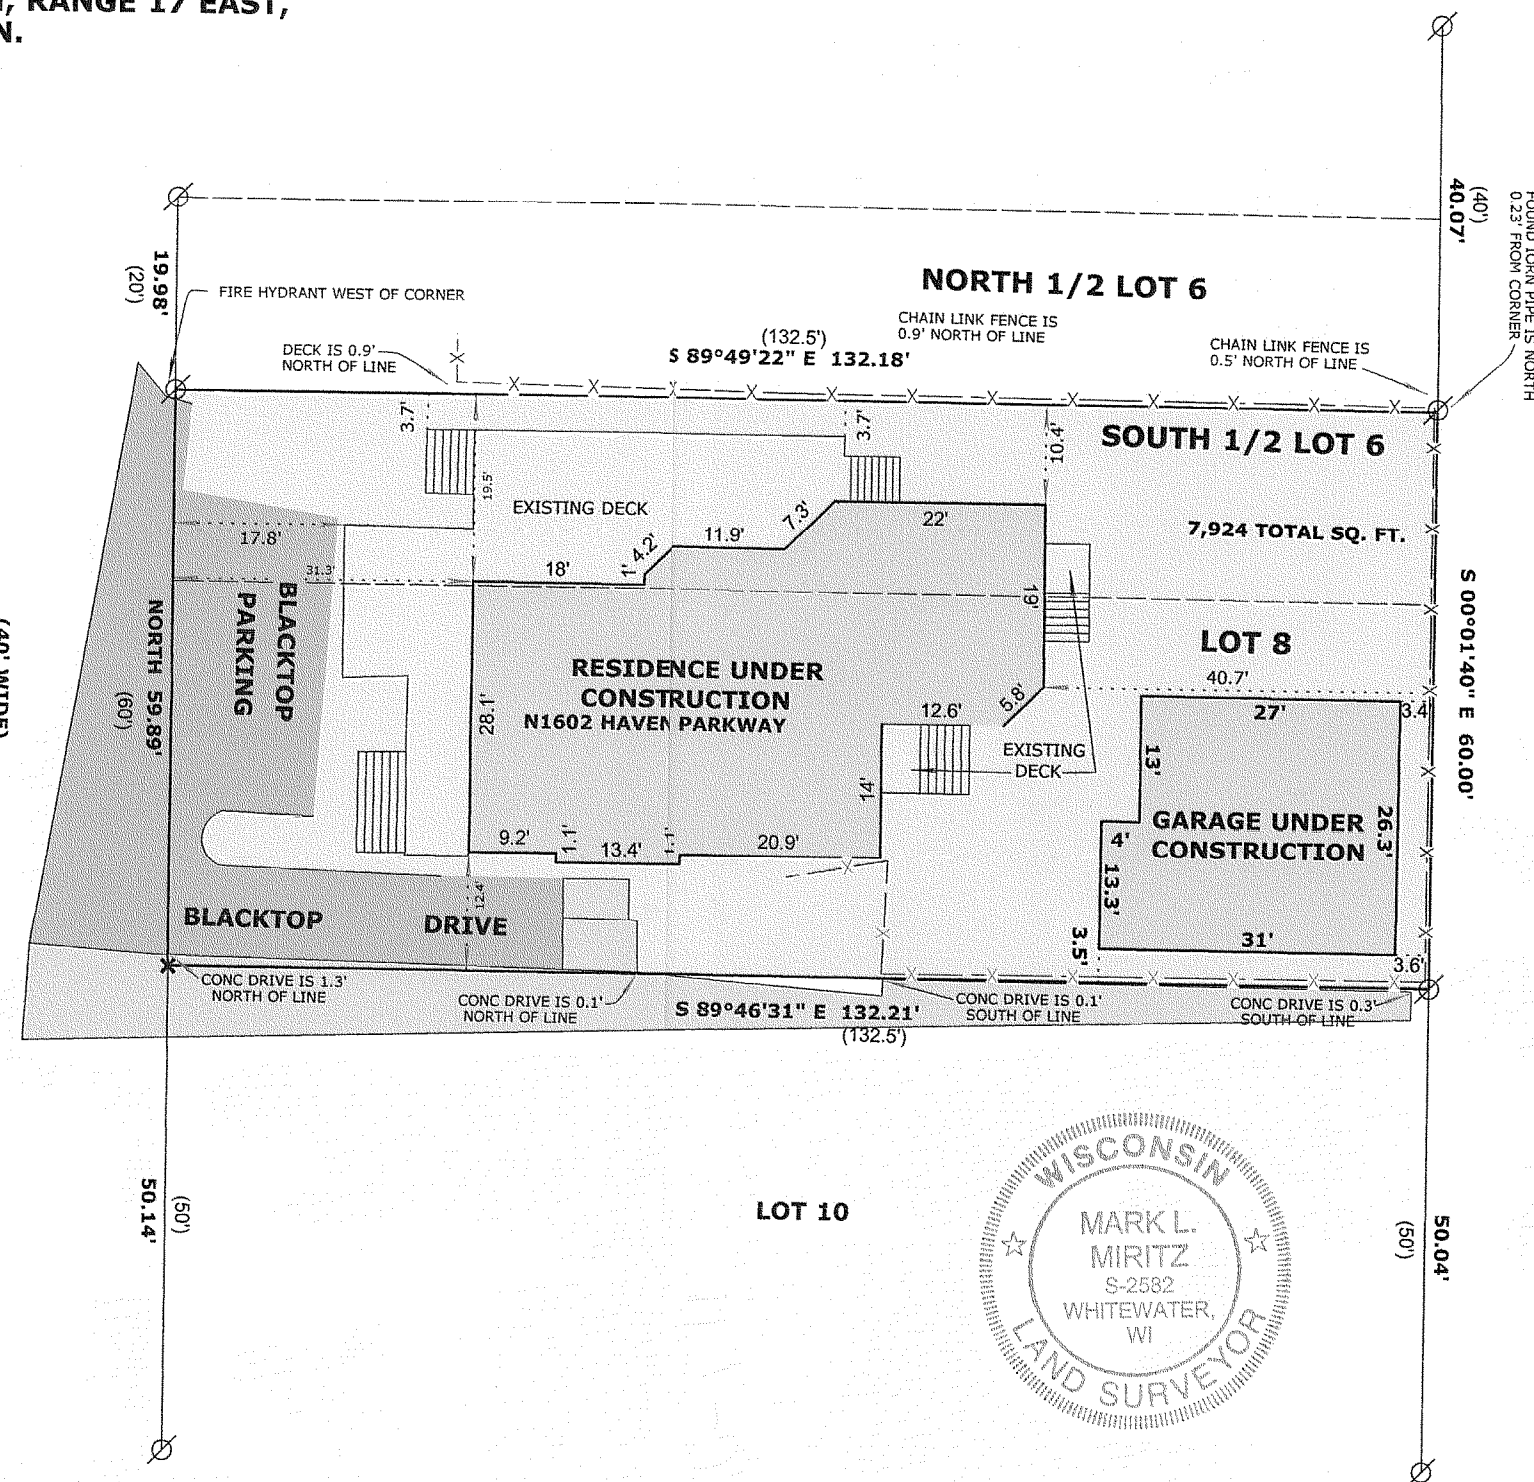 RANGE 17 EAST,
N.
(40')
40.07'
FOUND IORN PIPE IS NORTH
0.23' FROM CORNER
19.98'
(20')
FIRE HYDRANT WEST OF CORNER
NORTH 1/2 LOT 6
CHAIN LINK FENCE IS
0.9' NORTH OF LINE
(132.5')
S 89°49'22" E 132.18'
DECK IS 0.9'
NORTH OF LINE
CHAIN LINK FENCE IS
0.5' NORTH OF LINE
3.7'
3.7'
10.4'
SOUTH 1/2 LOT 6
19.5'
EXISTING DECK
7.3'
22'
7,924 TOTAL SQ. FT.
17.8'
11.9'
4.2'
1'
18'
31.3'
19'
BLACKTOP
PARKING
NORTH 59.89'
(60')
(40' WIDE)
S 00°01'40" E 60.00'
LOT 8
40.7'
RESIDENCE UNDER
CONSTRUCTION
N1602 HAVEN PARKWAY
28.1'
5.8'
12.6'
27'
3.4'
EXISTING
DECK
13'
14'
GARAGE UNDER
CONSTRUCTION
26.3'
4'
13.3'
9.2'
1.1'
13.4'
1.1'
20.9'
12.4'
BLACKTOP DRIVE
31'
3.5'
3.6'
CONC DRIVE IS 1.3'
NORTH OF LINE
CONC DRIVE IS 0.1'
NORTH OF LINE
S 89°46'31" E 132.21'
(132.5')
CONC DRIVE IS 0.1'
SOUTH OF LINE
CONC DRIVE IS 0.3'
SOUTH OF LINE
50.14'
(50')
LOT 10
WISCONSIN
MARK L.
MIRITZ
S-2582
WHITEWATER,
WI
LAND SURVEYOR
50.04'
(50')